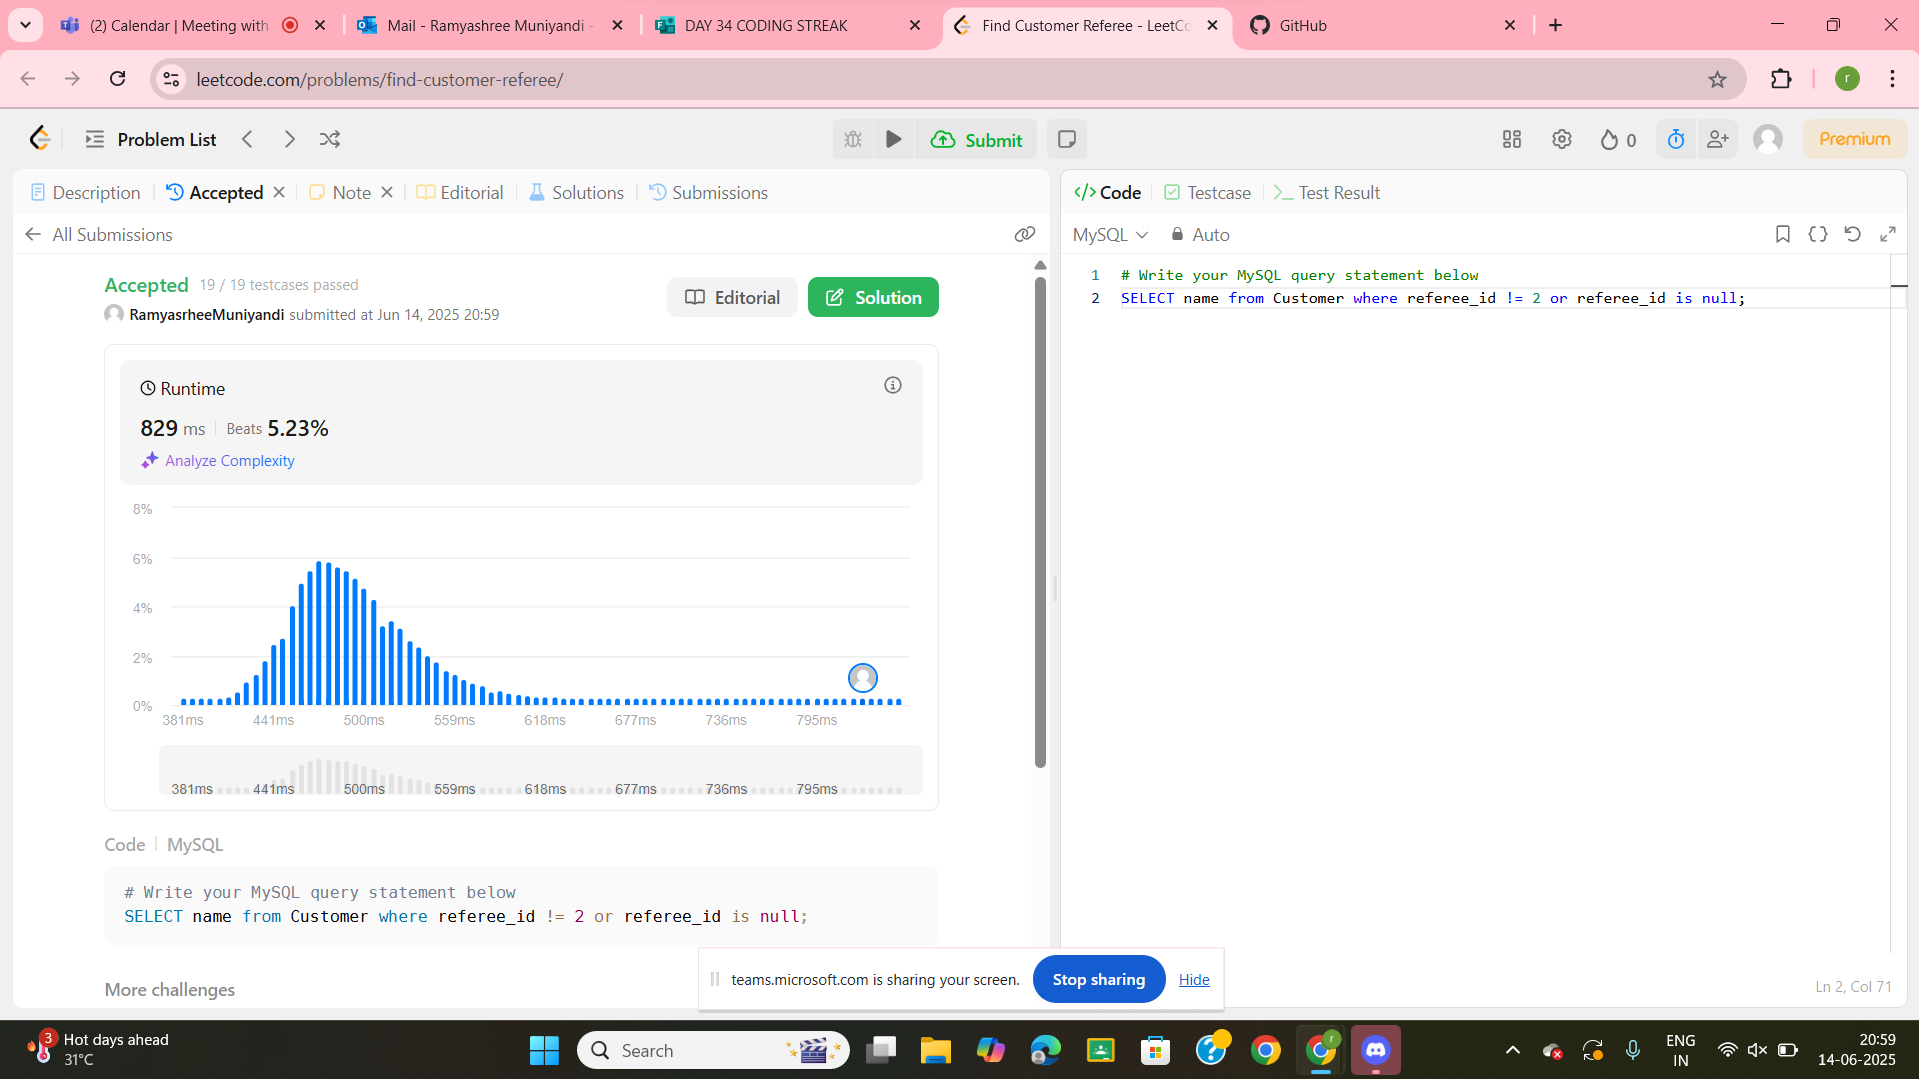 (2) Calendar | Meeting with
Mail - Ramyashree Muniyandi -
DAY 34 CODING STREAK
Find Customer Referee - LeetCo
GitHub
leetcode.com/problems/find-customer-referee/
r
Problem List
Submit
0
Premium
Description
Accepted
Note
Editorial
Solutions
Submissions
</> Code
Testcase
Test Result
All Submissions
MySQL
Auto
Accepted 19 / 19 testcases passed
RamyasrheeMuniyandi submitted at Jun 14, 2025 20:59
Editorial
Solution
1 # Write your MySQL query statement below
2 SELECT name from Customer where referee_id != 2 or referee_id is null;
Runtime
829 ms Beats 5.23%
Analyze Complexity
8%
6%
4%
2%
0%
381ms 441ms 500ms 559ms 618ms 677ms 736ms 795ms
381ms 441ms 500ms 559ms 618ms 677ms 736ms 795ms
Code MySQL
# Write your MySQL query statement below
SELECT name from Customer where referee_id != 2 or referee_id is null;
More challenges
teams.microsoft.com is sharing your screen.
Stop sharing
Hide
Ln 2, Col 71
3
Hot days ahead
31°C
Search
r
ENG
IN
20:59
14-06-2025